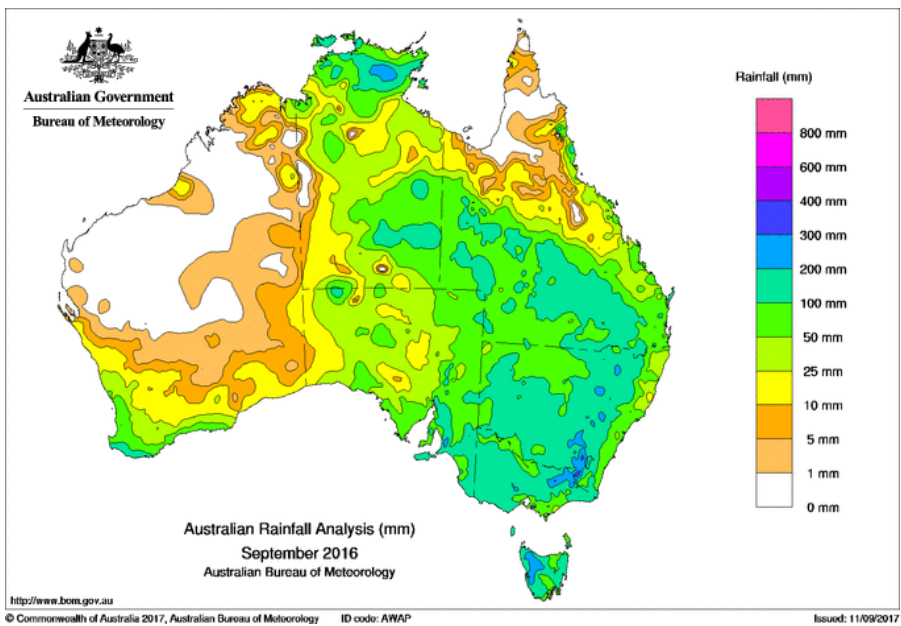 Australian Government
Bureau of Meteorology
Rainfall (mm)
800 mm
600 mm
400 mm
300 mm
200 mm
100 mm
50 mm
25 mm
10 mm
5 mm
1 mm
0 mm
Australian Rainfall Analysis (mm)
September 2016
Australian Bureau of Meteorology
http://www.bom.gov.au
© Commonwealth of Australia 2017, Australian Bureau of Meteorology ID code: AWAP Issued: 11/09/2017